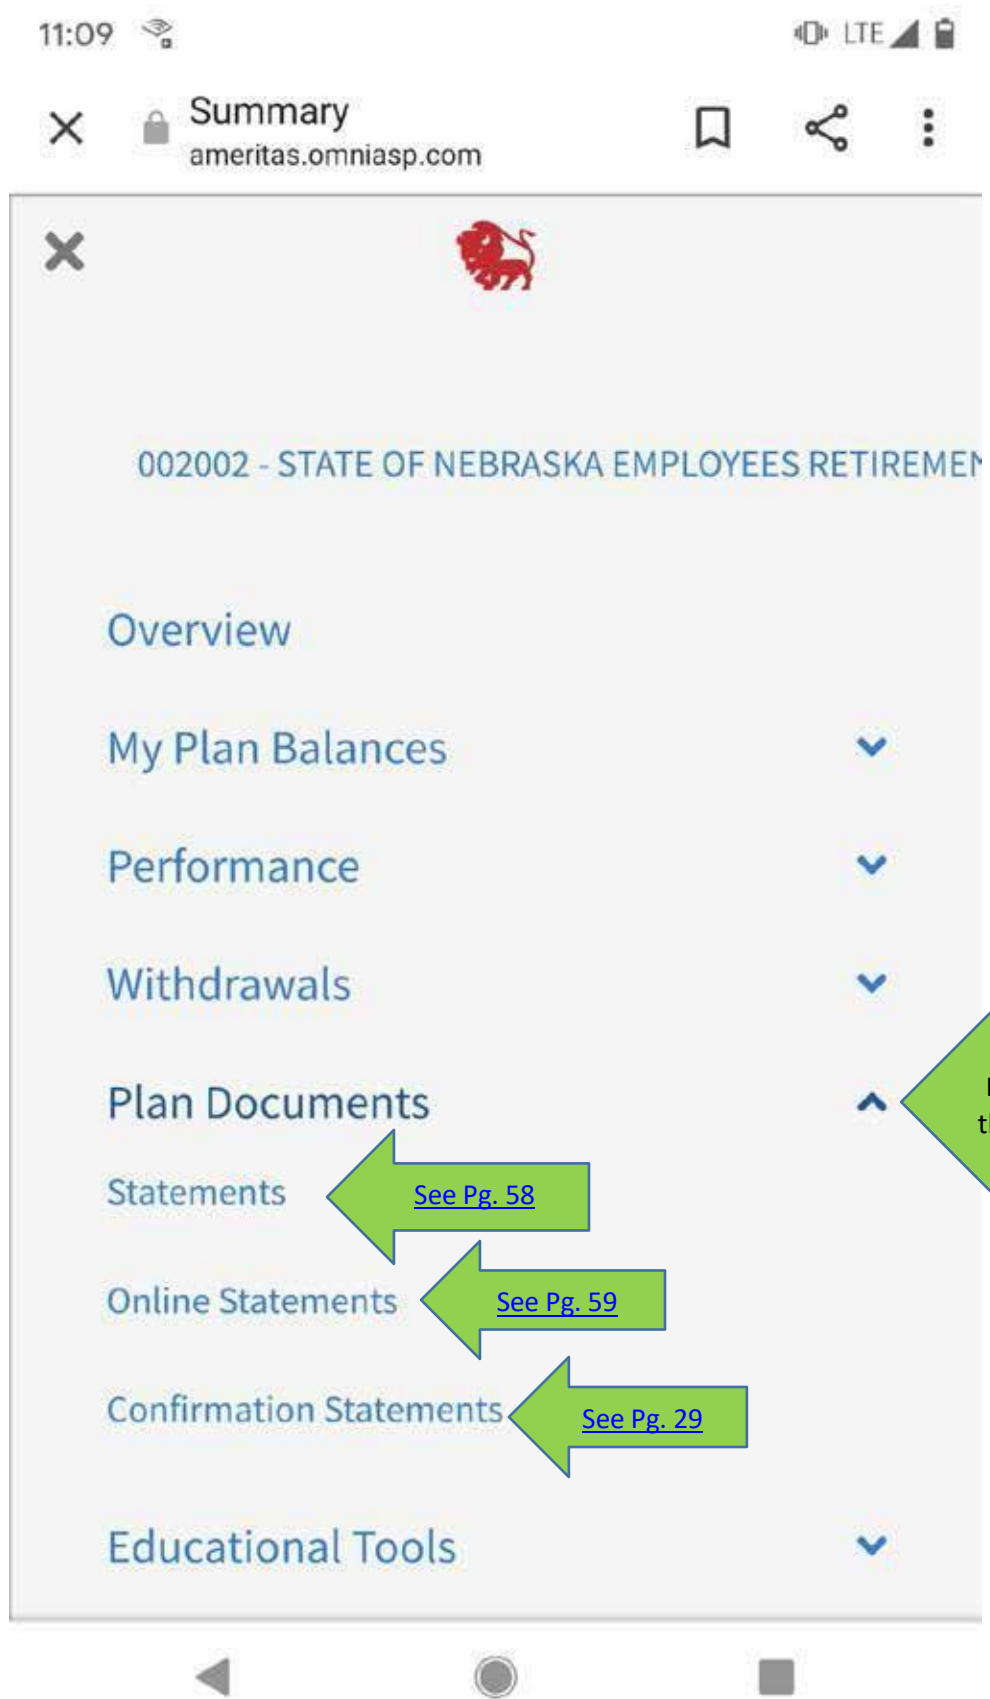 11:09
LTE
Summary
ameritas.omniasp.com
002002 - STATE OF NEBRASKA EMPLOYEES RETIREMEN
Overview
My Plan Balances
Performance
Withdrawals
Plan Documents
Statements
See Pg. 58
Online Statements
See Pg. 59
Confirmation Statements
See Pg. 29
Educational Tools